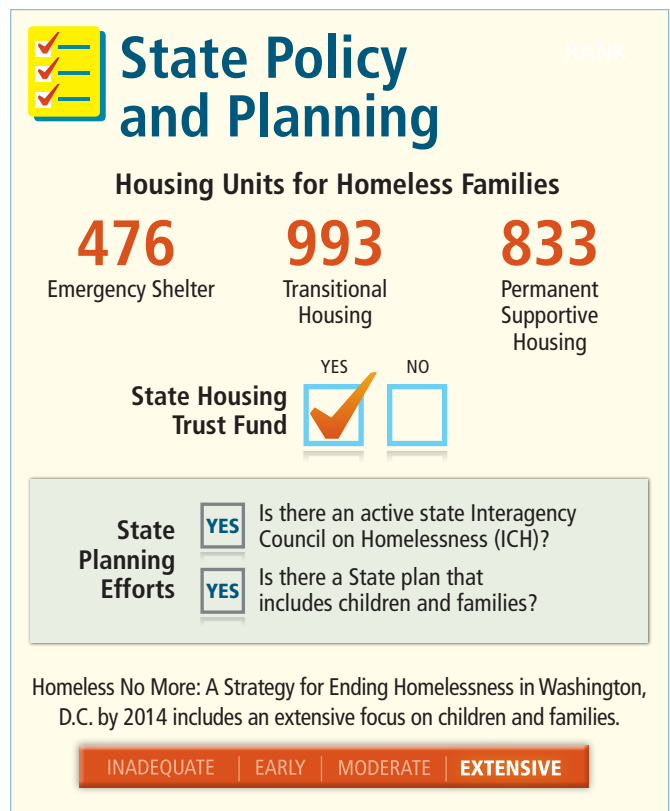 State Policy
and Planning
RANK
Housing Units for Homeless Families
476
Emergency Shelter
993
Transitional
Housing
833
Permanent
Supportive
Housing
YES
NO
State Housing
Trust Fund
State
Planning
Efforts
YES
Is there an active state Interagency
Council on Homelessness (ICH)?
YES
Is there a State plan that
includes children and families?
Homeless No More: A Strategy for Ending Homelessness in Washington,
D.C. by 2014 includes an extensive focus on children and families.
INADEQUATE | EARLY | MODERATE | EXTENSIVE